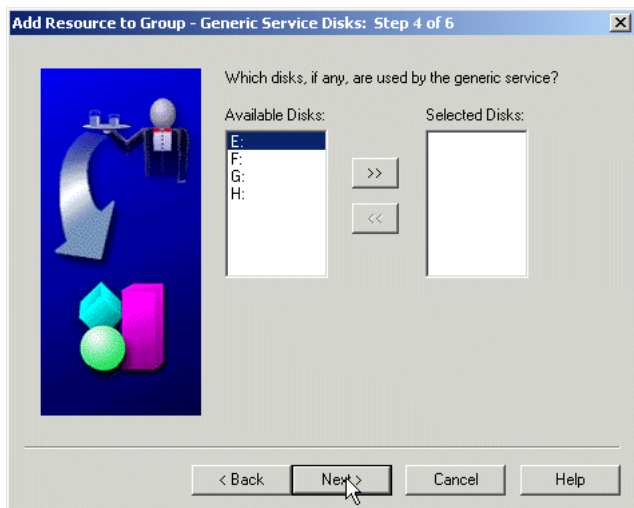 Add Resource to Group - Generic Service Disks: Step 4 of 6
Which disks, if any, are used by the generic service?
Available Disks:
Selected Disks:
E:
F:
G:
H:
>>
<<
< Back
Next >
Cancel
Help